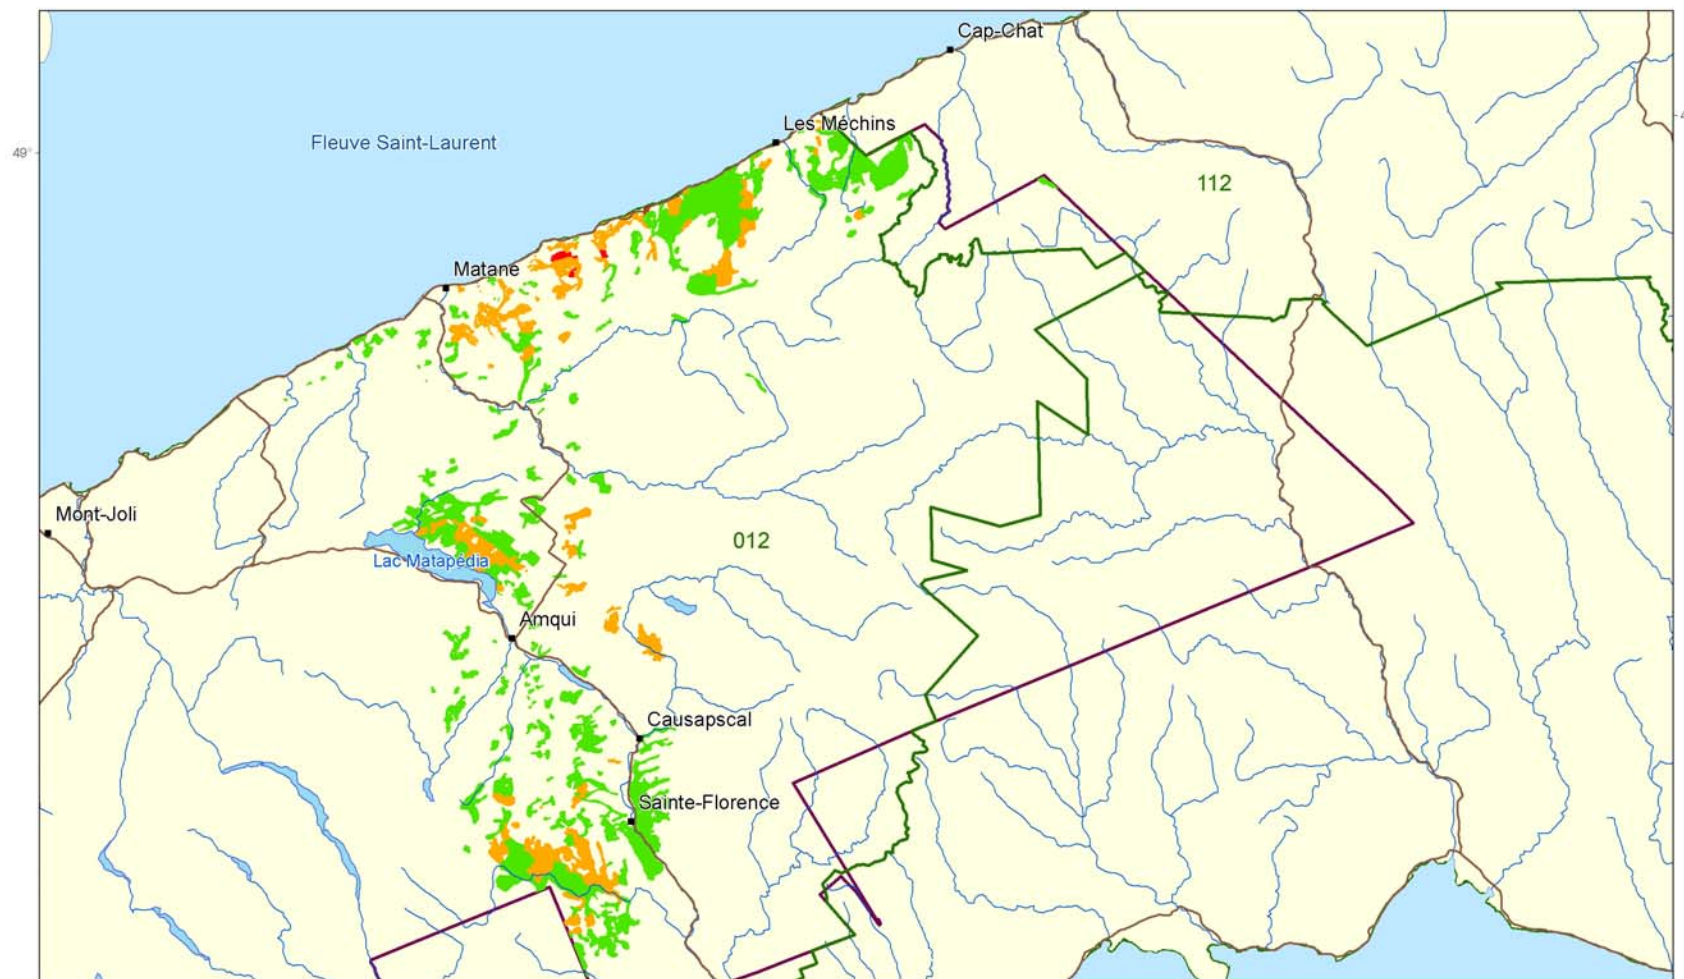 Cap-Chat
Les Méchins
Fleuve Saint-Laurent
49°
112
Matane
Mont-Joli
012
Lac Matapédia
Amqui
Causapscal
Sainte-Florence